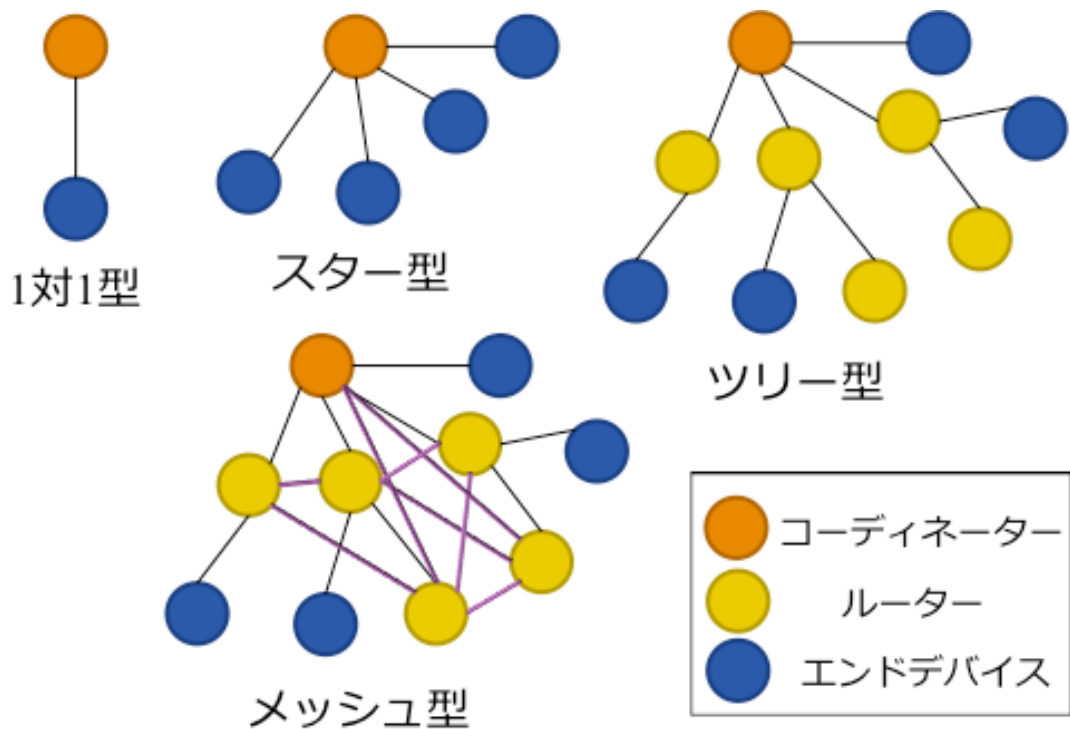 1対1型
スター型
ツリー型
メッシュ型
コーディネーター
ルーター
エンドデバイス